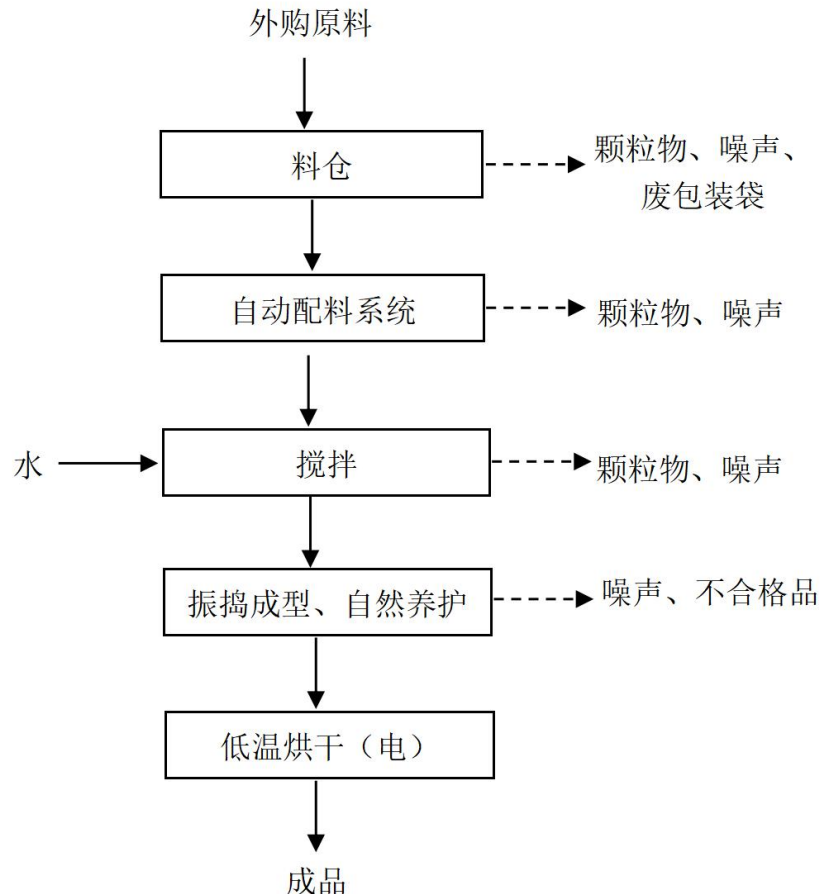 外购原料
料仓
颗粒物、噪声、
废包装袋
自动配料系统
颗粒物、噪声
水
搅拌
颗粒物、噪声
振捣成型、自然养护
噪声、不合格品
低温烘干（电）
成品